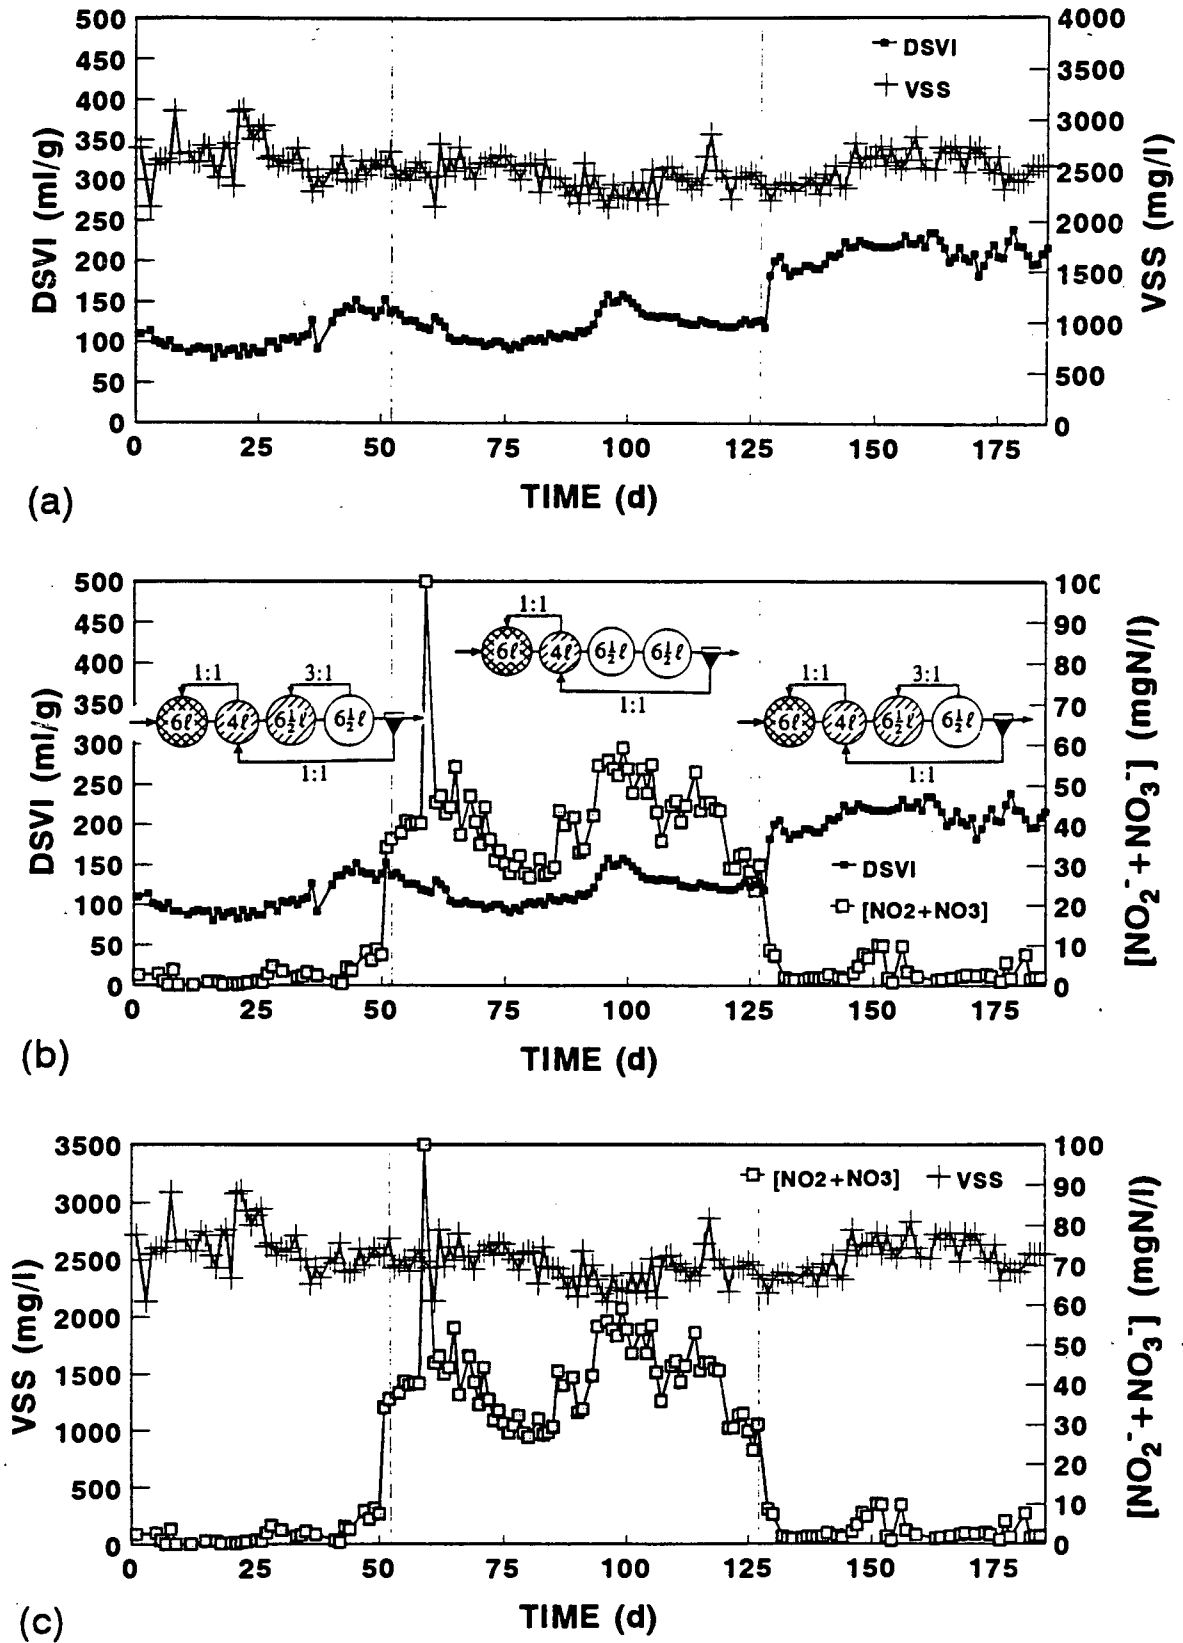 500 4000
450 3500
400 3000
350 2500
300 2000
250 1500
200 1000
150 500
100 0
50
0
DSVI
VSS
DSVI (ml/g)
VSS (mg/l)
0 25 50 75 100 125 150 175
TIME (d)
(a)
500 100
450 90
400 80
350 70
300 60
250 50
200 40
150 30
100 20
50 10
0 0
DSVI (ml/g)
[NO2- + NO3-] (mgN/l)
1:1 3:1
6ℓ 4ℓ 6½ℓ 6½ℓ
1:1
1:1
6ℓ 4ℓ 6½ℓ 6½ℓ
1:1
1:1 3:1
6ℓ 4ℓ 6½ℓ 6½ℓ
1:1
DSVI
[NO2+NO3]
0 25 50 75 100 125 150 175
TIME (d)
(b)
3500 100
3000 90
2500 80
2000 70
1500 60
1000 50
500 40
0 30
20
10
0
[NO2+NO3] VSS
VSS (mg/l)
[NO2- + NO3-] (mgN/l)
0 25 50 75 100 125 150 175
TIME (d)
(c)